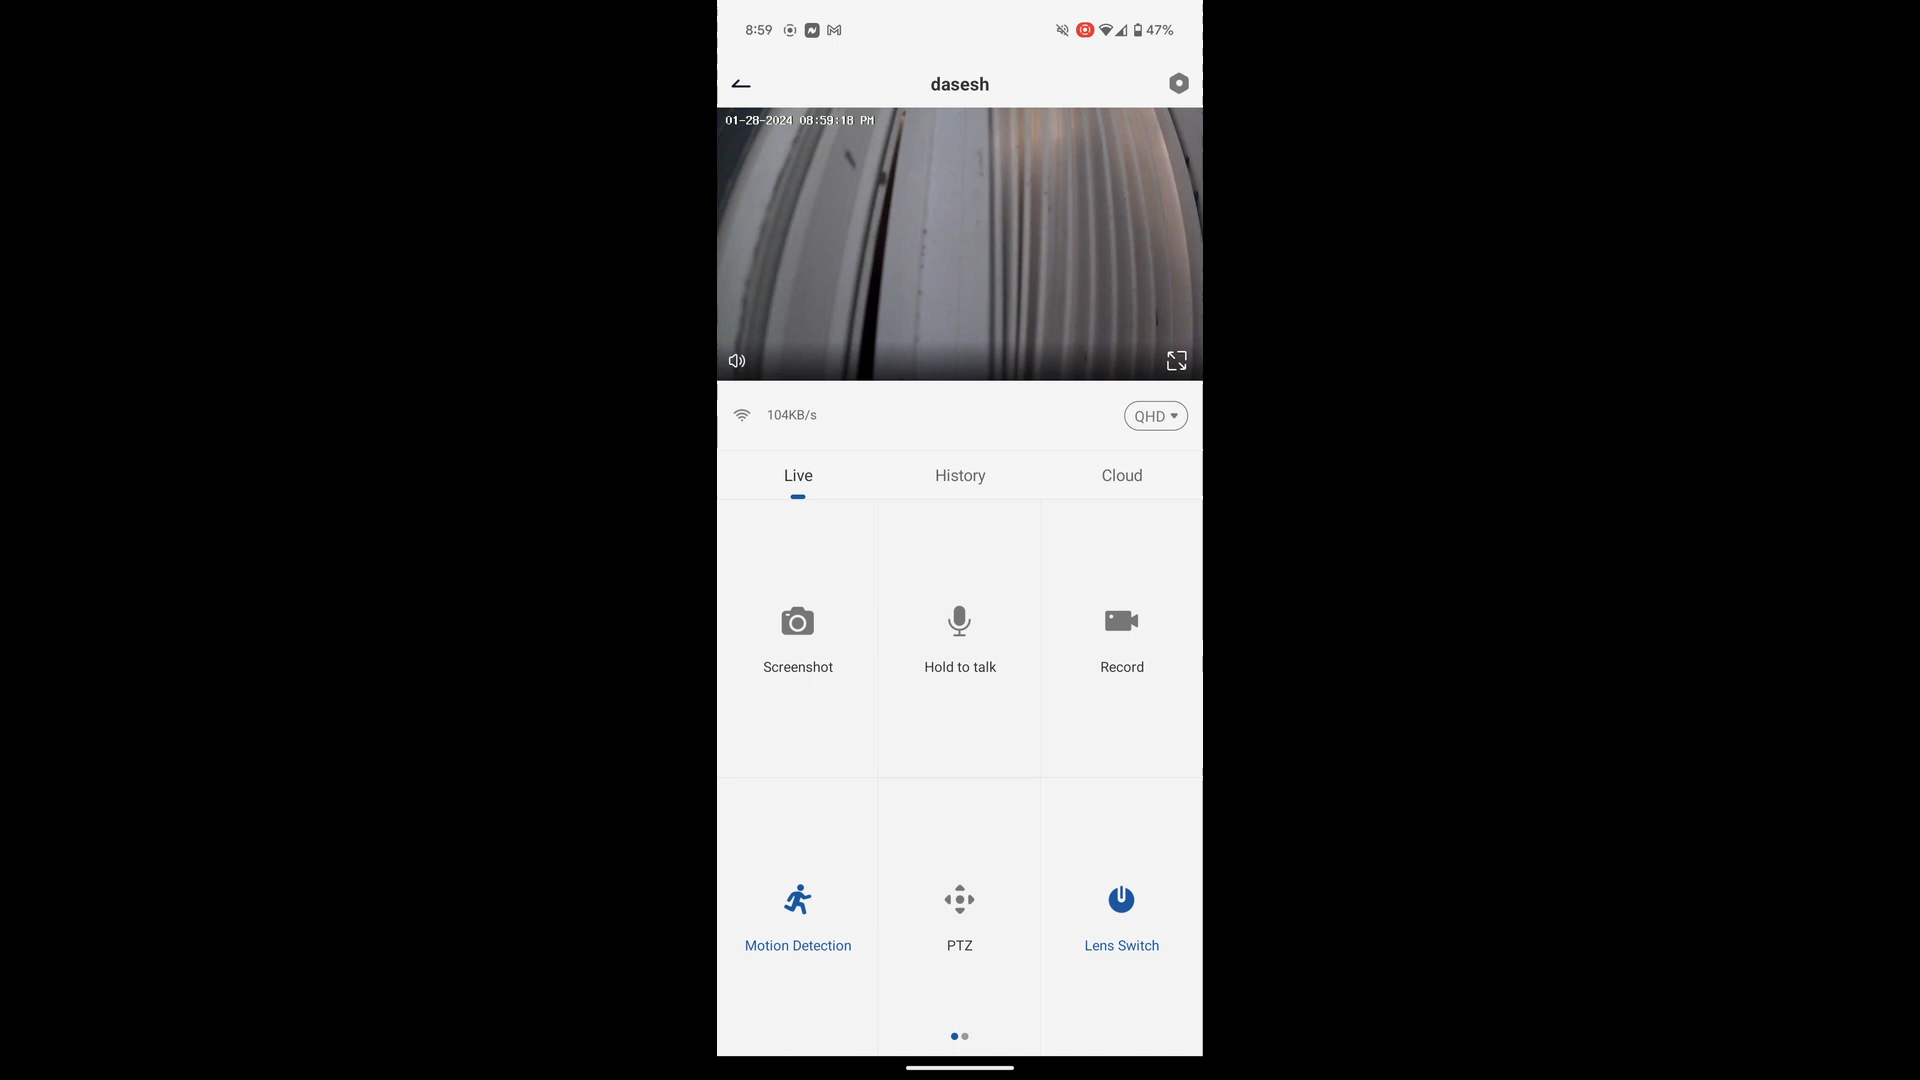 8:59
47%
dasesh
01-28-2024 08:59:18 PM
104KB/s
QHD
Live
History
Cloud
Screenshot
Hold to talk
Record
Motion Detection
PTZ
Lens Switch